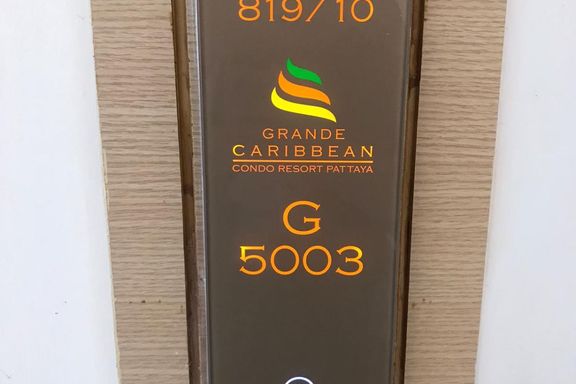 819/10
GRANDE
CARIBBEAN
CONDO RESORT PATTAYA
G
5003